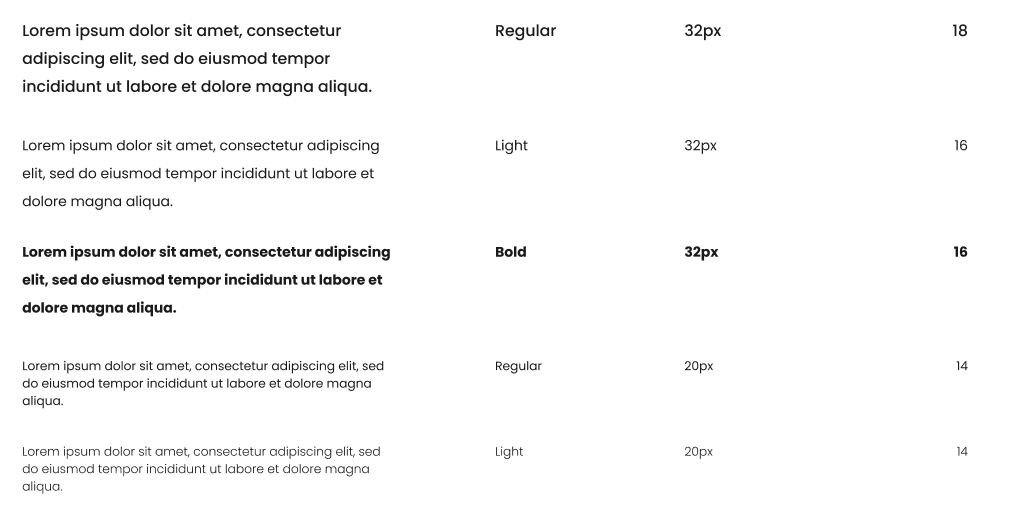 Lorem ipsum dolor sit amet, consectetur
adipiscing elit, sed do eiusmod tempor
incididunt ut labore et dolore magna aliqua.
Regular
32px
18
Lorem ipsum dolor sit amet, consectetur adipiscing
elit, sed do eiusmod tempor incididunt ut labore et
dolore magna aliqua.
Light
32px
16
Lorem ipsum dolor sit amet, consectetur adipiscing
elit, sed do eiusmod tempor incididunt ut labore et
dolore magna aliqua.
Bold
32px
16
Lorem ipsum dolor sit amet, consectetur adipiscing elit, sed
do eiusmod tempor incididunt ut labore et dolore magna
aliqua.
Regular
20px
14
Lorem ipsum dolor sit amet, consectetur adipiscing elit, sed
do eiusmod tempor incididunt ut labore et dolore magna
aliqua.
Light
20px
14